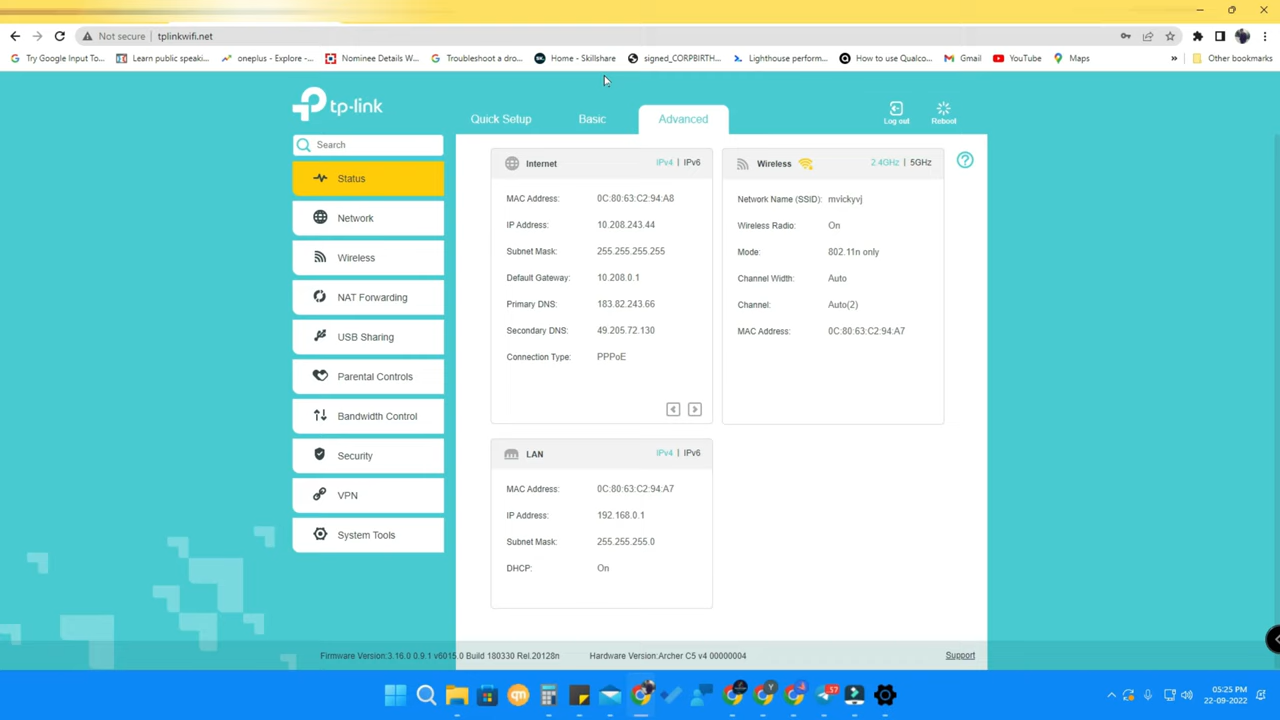 Not secure | tplinkwifi.net
Try Google Input To... Learn public speaki... oneplus - Explore -... Nominee Details W... Troubleshoot a dro... Home - Skillshare signed_CORPBIRTH... Lighthouse perform... How to use Qualco... Gmail YouTube Maps » Other bookmarks
tp-link
Quick Setup Basic Advanced Log out Reboot
Search
Status
Network
Wireless
NAT Forwarding
USB Sharing
Parental Controls
Bandwidth Control
Security
VPN
System Tools
Internet IPv4 | IPv6
MAC Address: 0C:80:63:C2:94:A8
IP Address: 10.208.243.44
Subnet Mask: 255.255.255.255
Default Gateway: 10.208.0.1
Primary DNS: 183.82.243.66
Secondary DNS: 49.205.72.130
Connection Type: PPPoE
Wireless 2.4GHz | 5GHz
Network Name (SSID): mvickyvj
Wireless Radio: On
Mode: 802.11n only
Channel Width: Auto
Channel: Auto(2)
MAC Address: 0C:80:63:C2:94:A7
?
LAN IPv4 | IPv6
MAC Address: 0C:80:63:C2:94:A7
IP Address: 192.168.0.1
Subnet Mask: 255.255.255.0
DHCP: On
Firmware Version:3.16.0 0.9.1 v6015.0 Build 180330 Rel.20128n Hardware Version:Archer C5 v4 00000004 Support
qm
37
05:25 PM
22-09-2022